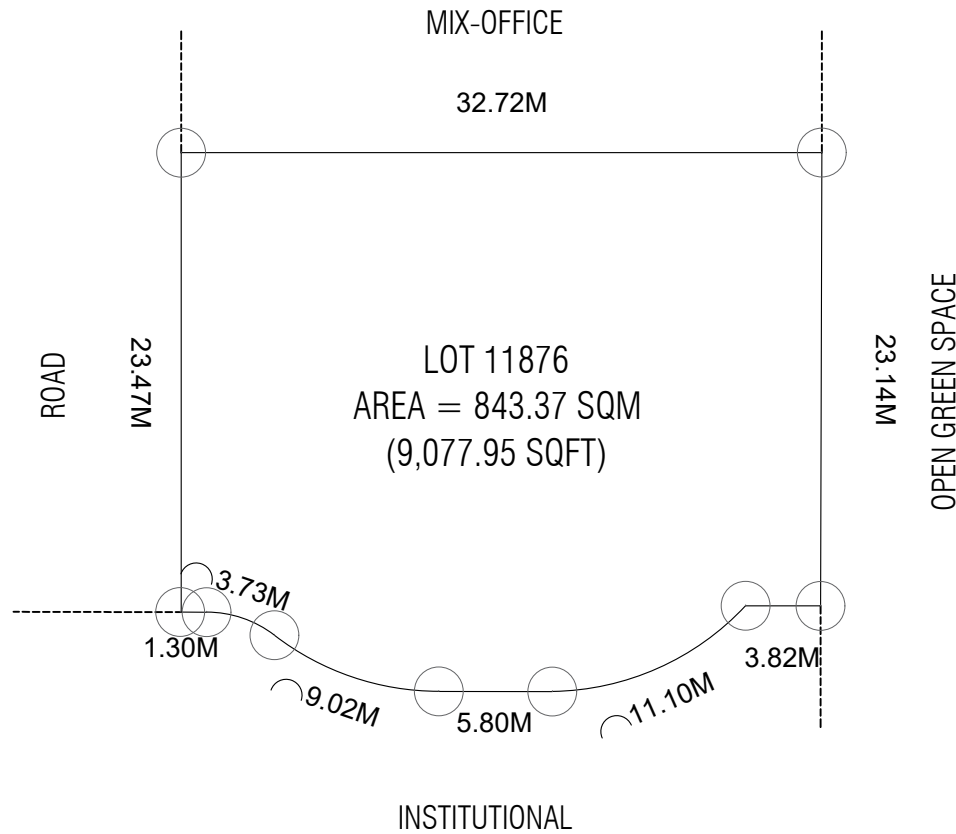 MIX-OFFICE
32.72M
ROAD
23.47M
LOT 11876
AREA = 843.37 SQM
(9,077.95 SQFT)
23.14M
OPEN GREEN SPACE
3.73M
1.30M
9.02M
5.80M
11.10M
3.82M
INSTITUTIONAL